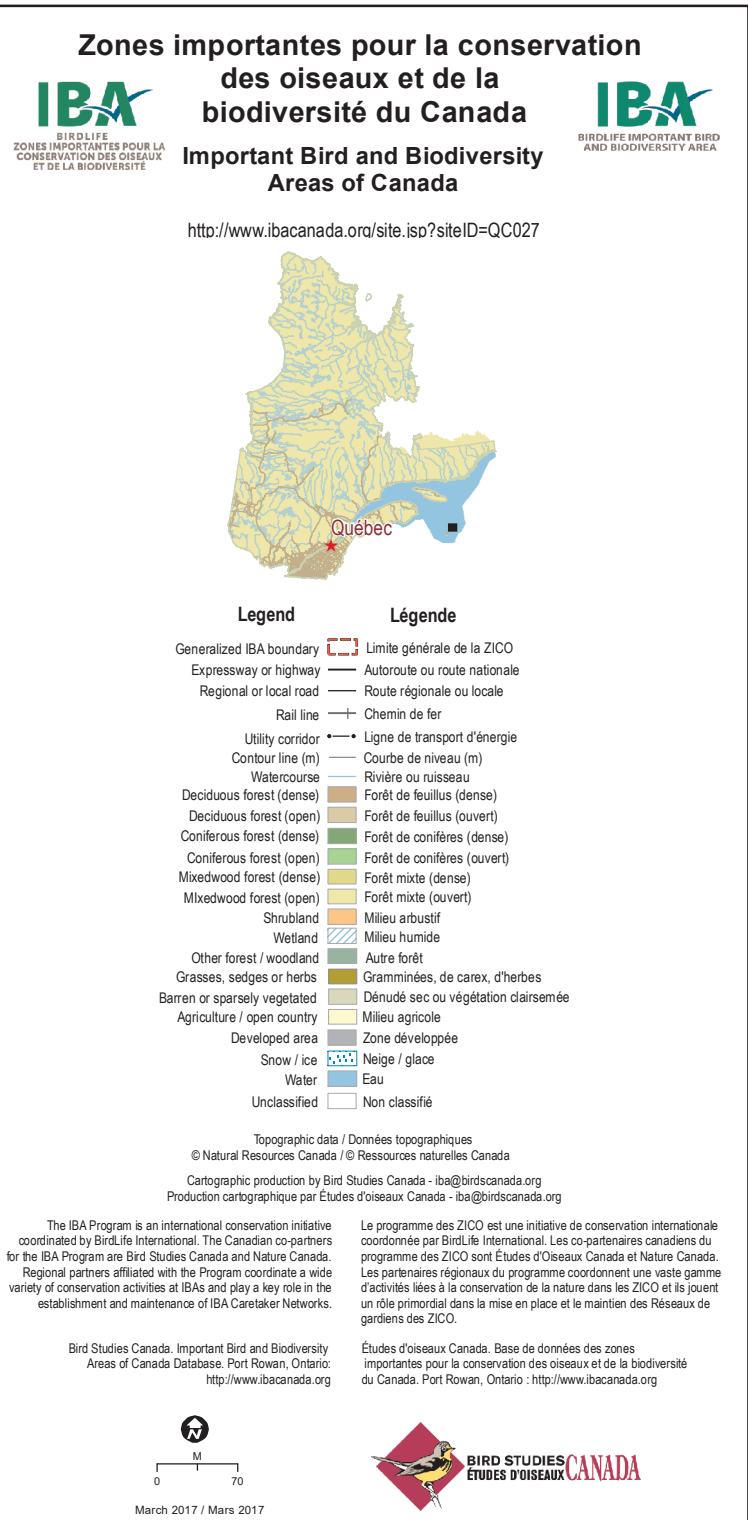 Zones importantes pour la conservation
des oiseaux et de la
biodiversité du Canada
IBA
BIRDLIFE
ZONES IMPORTANTES POUR LA
CONSERVATION DES OISEAUX
ET DE LA BIODIVERSITÉ
IBA
BIRDLIFE IMPORTANT BIRD
AND BIODIVERSITY AREA
Important Bird and Biodiversity
Areas of Canada
http://www.ibacanada.org/site.jsp?siteID=QC027
Québec
Legend Légende
Generalized IBA boundary Limite générale de la ZICO
Expressway or highway Autoroute ou route nationale
Regional or local road Route régionale ou locale
Rail line Chemin de fer
Utility corridor Ligne de transport d'énergie
Contour line (m) Courbe de niveau (m)
Watercourse Rivière ou ruisseau
Deciduous forest (dense) Forêt de feuillus (dense)
Deciduous forest (open) Forêt de feuillus (ouvert)
Coniferous forest (dense) Forêt de conifères (dense)
Coniferous forest (open) Forêt de conifères (ouvert)
Mixedwood forest (dense) Forêt mixte (dense)
MIxedwood forest (open) Forêt mixte (ouvert)
Shrubland Milieu arbustif
Wetland Milieu humide
Other forest / woodland Autre forêt
Grasses, sedges or herbs Graminées, de carex, d'herbes
Barren or sparsely vegetated Dénudé sec ou végétation clairsemée
Agriculture / open country Milieu agricole
Developed area Zone développée
Snow / ice Neige / glace
Water Eau
Unclassified Non classifié
Topographic data / Données topographiques
© Natural Resources Canada / © Ressources naturelles Canada
Cartographic production by Bird Studies Canada - iba@birdscanada.org
Production cartographique par Études d'oiseaux Canada - iba@birdscanada.org
The IBA Program is an international conservation initiative
coordinated by BirdLife International. The Canadian co-partners
for the IBA Program are Bird Studies Canada and Nature Canada.
Regional partners affiliated with the Program coordinate a wide
variety of conservation activities at IBAs and play a key role in the
establishment and maintenance of IBA Caretaker Networks.
Le programme des ZICO est une initiative de conservation internationale
coordonnée par BirdLife International. Les co-partenaires canadiens du
programme des ZICO sont Études d'Oiseaux Canada et Nature Canada.
Les partenaires régionaux du programme coordonnent une vaste gamme
d'activités liées à la conservation de la nature dans les ZICO et ils jouent
un rôle primordial dans la mise en place et le maintien des Réseaux de
gardiens des ZICO.
Bird Studies Canada. Important Bird and Biodiversity
Areas of Canada Database. Port Rowan, Ontario:
http://www.ibacanada.org
Études d'oiseaux Canada. Base de données des zones
importantes pour la conservation des oiseaux et de la biodiversité
du Canada. Port Rowan, Ontario : http://www.ibacanada.org
N
M
0 70
March 2017 / Mars 2017
BIRD STUDIES
ÉTUDES D'OISEAUX CANADA